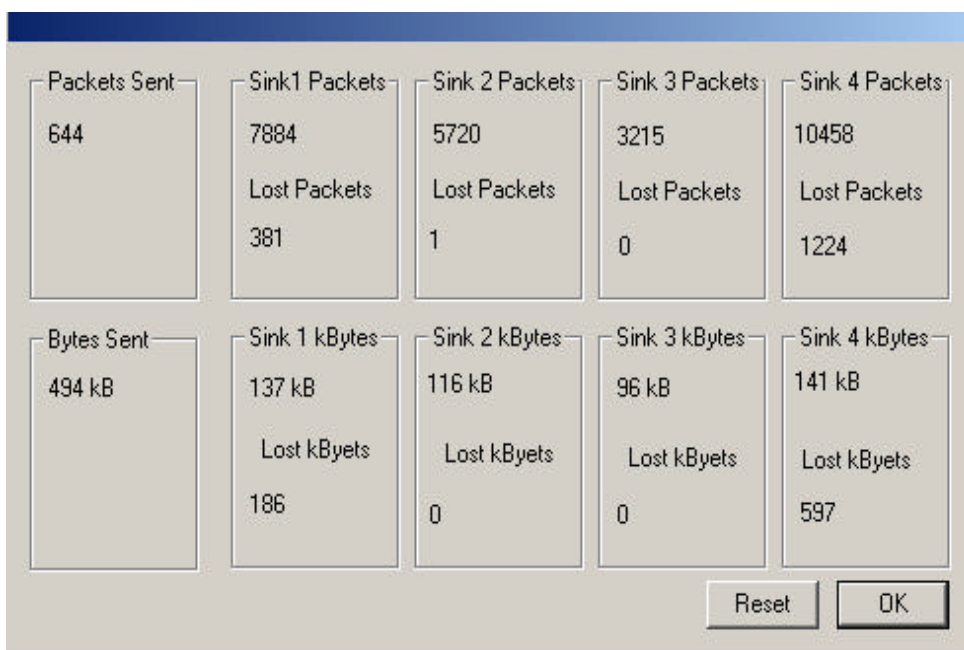 Packets Sent
644
Sink1 Packets
7884
Lost Packets
381
Sink 2 Packets
5720
Lost Packets
1
Sink 3 Packets
3215
Lost Packets
0
Sink 4 Packets
10458
Lost Packets
1224
Bytes Sent
494 kB
Sink 1 kBytes
137 kB
Lost kByets
186
Sink 2 kBytes
116 kB
Lost kByets
0
Sink 3 kBytes
96 kB
Lost kByets
0
Sink 4 kBytes
141 kB
Lost kByets
597
Reset
OK